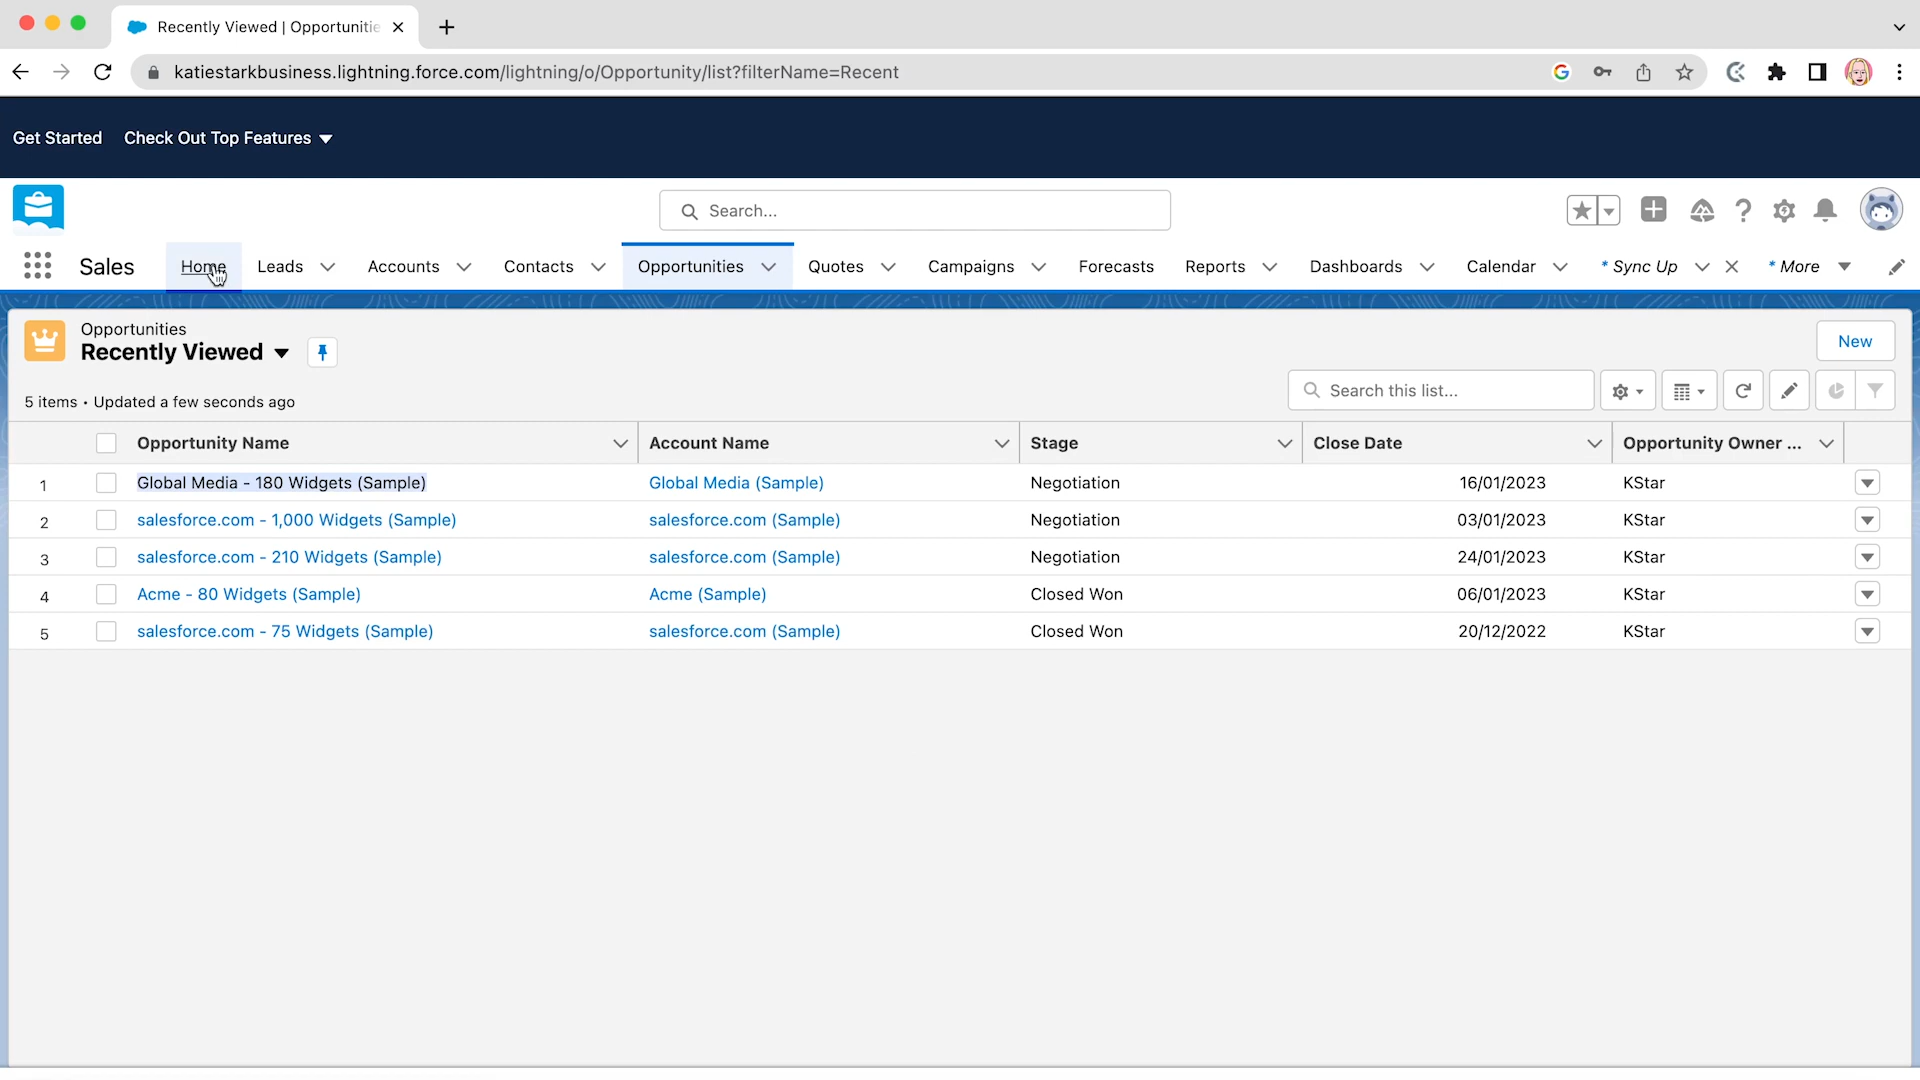 Recently Viewed | Opportunitie
katiestarkbusiness.lightning.force.com/lightning/o/Opportunity/list?filterName=Recent
Get Started Check Out Top Features
Search...
Sales Home Leads Accounts Contacts Opportunities Quotes Campaigns Forecasts Reports Dashboards Calendar * Sync Up * More
Opportunities
Recently Viewed
New
5 items • Updated a few seconds ago
Search this list...
Opportunity Name Account Name Stage Close Date Opportunity Owner ...
1 Global Media - 180 Widgets (Sample) Global Media (Sample) Negotiation 16/01/2023 KStar
2 salesforce.com - 1,000 Widgets (Sample) salesforce.com (Sample) Negotiation 03/01/2023 KStar
3 salesforce.com - 210 Widgets (Sample) salesforce.com (Sample) Negotiation 24/01/2023 KStar
4 Acme - 80 Widgets (Sample) Acme (Sample) Closed Won 06/01/2023 KStar
5 salesforce.com - 75 Widgets (Sample) salesforce.com (Sample) Closed Won 20/12/2022 KStar